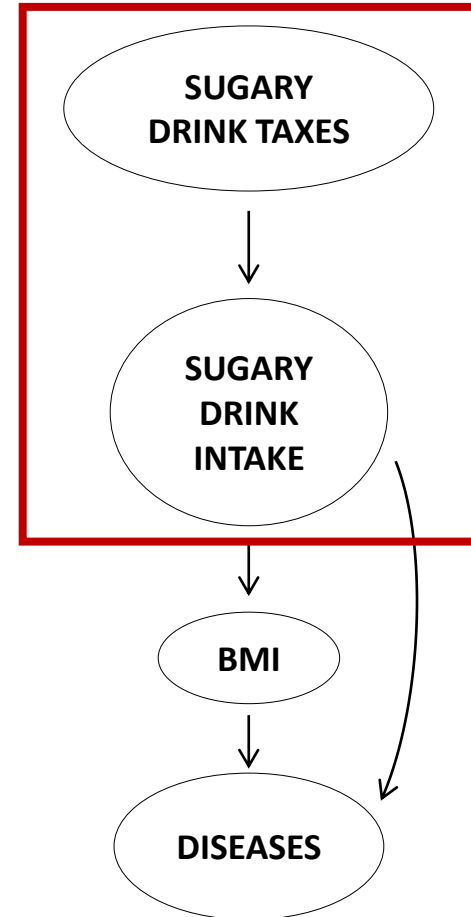 SUGARY
DRINK TAXES
SUGARY
DRINK
INTAKE
BMI
DISEASES